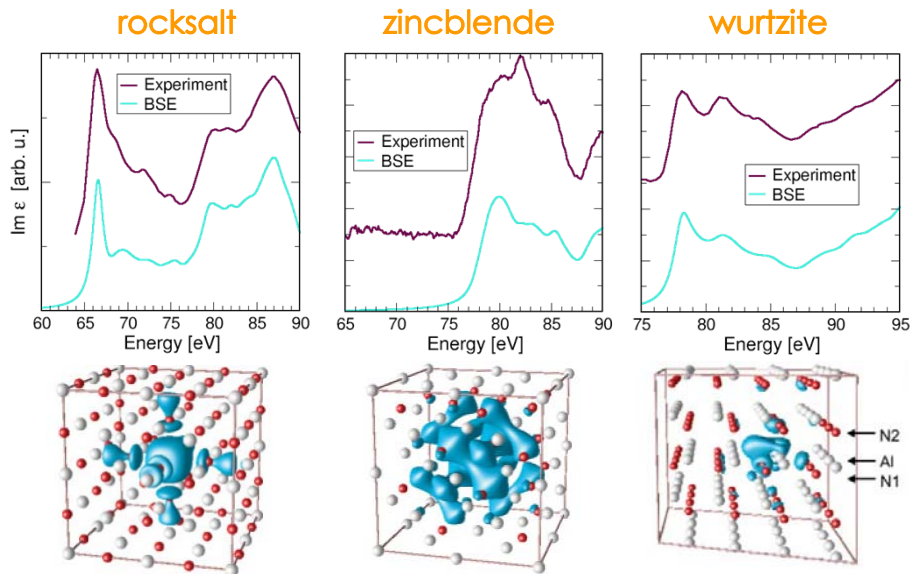 rocksalt
zincblende
wurtzite
Im ε [arb. u.]
Experiment
BSE
60 65 70 75 80 85 90
Energy [eV]
Experiment
BSE
65 70 75 80 85 90
Energy [eV]
Experiment
BSE
75 80 85 90 95
Energy [eV]
N2
Al
N1